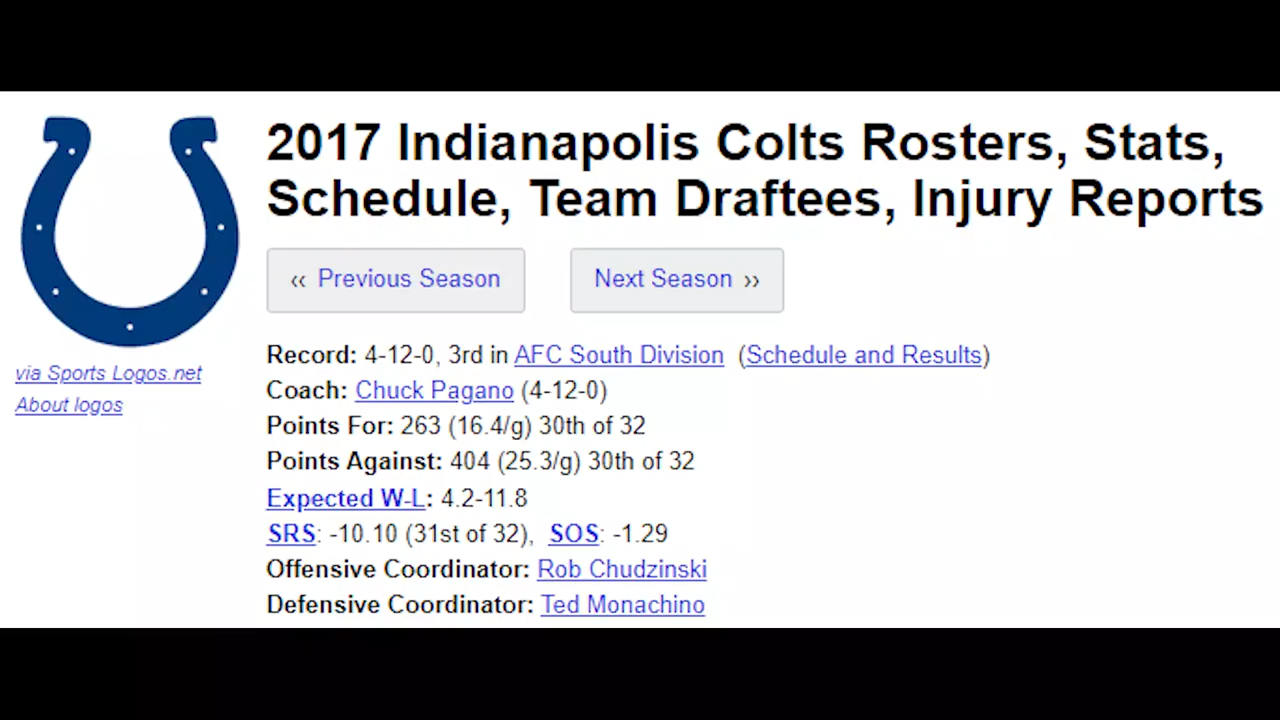 2017 Indianapolis Colts Rosters, Stats,
Schedule, Team Draftees, Injury Reports
‹‹ Previous Season
Next Season ››
Record: 4-12-0, 3rd in AFC South Division (Schedule and Results)
Coach: Chuck Pagano (4-12-0)
Points For: 263 (16.4/g) 30th of 32
Points Against: 404 (25.3/g) 30th of 32
Expected W-L: 4.2-11.8
SRS: -10.10 (31st of 32), SOS: -1.29
Offensive Coordinator: Rob Chudzinski
Defensive Coordinator: Ted Monachino
via Sports Logos.net
About logos